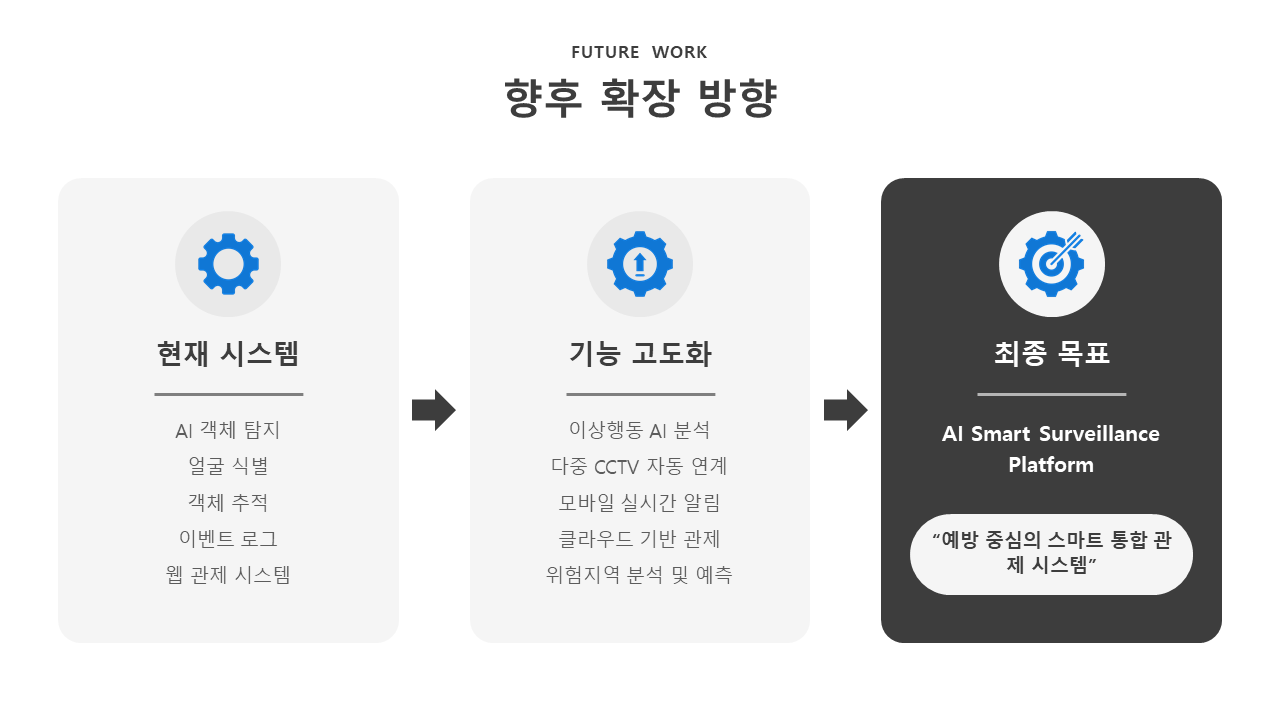 FUTURE WORK
향후 확장 방향
현재 시스템
AI 객체 탐지
얼굴 식별
객체 추적
이벤트 로그
웹 관제 시스템
기능 고도화
이상행동 AI 분석
다중 CCTV 자동 연계
모바일 실시간 알림
클라우드 기반 관제
위험지역 분석 및 예측
최종 목표
AI Smart Surveillance
Platform
“예방 중심의 스마트 통합 관
제 시스템”